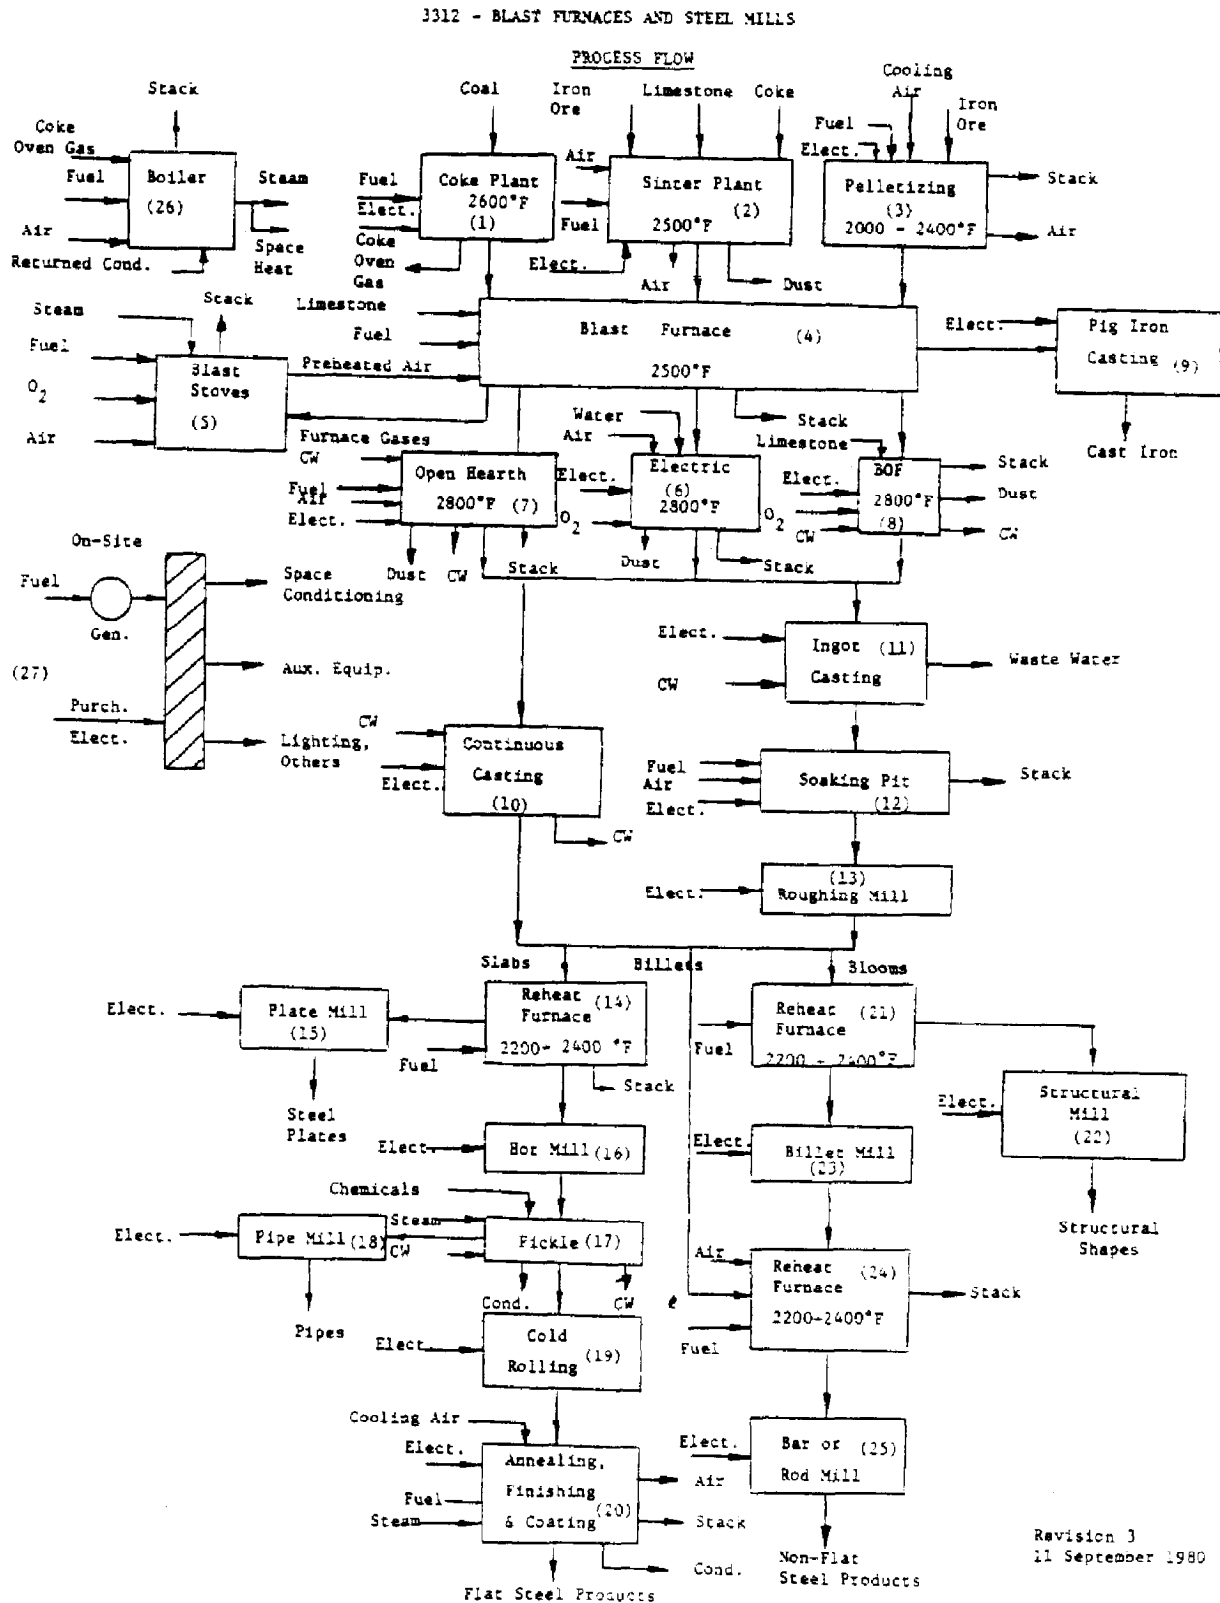 3312 - BLAST FURNACES AND STEEL MILLS
PROCESS FLOW
Stack
Coke
Oven Gas
Fuel
Air
Returned Cond.
Boiler
(26)
Steam
Space
Heat
Coal
Fuel
Elect.
Coke
Oven
Gas
Coke Plant
2600°F
(1)
Iron
Ore
Limestone
Coke
Air
Fuel
Elect.
Sinter Plant
(2)
2500°F
Air
Dust
Cooling
Air
Fuel
Elect.
Iron
Ore
Pelletizing
(3)
2000 - 2400°F
Stack
Air
Steam
Stack
Fuel
O2
Air
Blast
Stoves
(5)
Preheated Air
Furnace Gases
Limestone
Fuel
Blast Furnace (4)
2500°F
Stack
Elect.
Pig Iron
Casting (9)
Cast Iron
CW
Fuel
Air
Elect.
Open Hearth
2800°F (7)
Dust
CW
Stack
Water
Air
Elect.
O2
Electric
(6)
2800°F
Dust
Stack
Limestone
Elect.
O2
CW
BOF
2800°F
(8)
Stack
Dust
CW
On-Site
Fuel
Gen.
(27)
Purch.
Elect.
Space
Conditioning
Aux. Equip.
Lighting,
Others
Elect.
CW
Ingot (11)
Casting
Waste Water
CW
Elect.
Continuous
Casting
(10)
CW
Fuel
Air
Elect.
Soaking Pit
(12)
Stack
Elect.
(13)
Roughing Mill
Slabs
Billets
Blooms
Elect.
Plate Mill
(15)
Steel
Plates
Reheat (14)
Furnace
2200- 2400 °F
Fuel
Stack
Reheat (21)
Furnace
2200 - 2400°F
Fuel
Elect.
Structural
Mill
(22)
Structural
Shapes
Elect.
Hot Mill (16)
Elect.
Billet Mill
(23)
Chemicals
Steam
CW
Pickle (17)
Cond.
CW
Elect.
Pipe Mill (18)
Pipes
Air
Fuel
Reheat (24)
Furnace
2200-2400°F
Stack
Elect.
Cold
Rolling (19)
Cooling Air
Elect.
Fuel
Steam
Annealing,
Finishing
& Coating (20)
Air
Stack
Cond.
Flat Steel Products
Elect.
Bar or (25)
Rod Mill
Non-Flat
Steel Products
Revision 3
11 September 1980